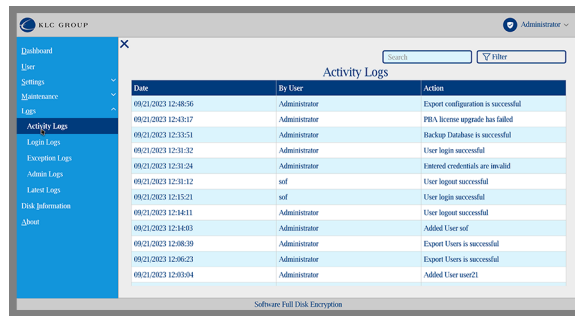 KLC GROUP
Administrator
Dashboard
User
Settings
Maintenance
Logs
Activity Logs
Login Logs
Exception Logs
Admin Logs
Latest Logs
Disk Information
About
Search
Filter
Activity Logs
Date By User Action
09/21/2023 12:48:56 Administrator Export configuration is successful
09/21/2023 12:43:17 Administrator PBA license upgrade has failed
09/21/2023 12:33:51 Administrator Backup Database is successful
09/21/2023 12:31:32 Administrator User login successful
09/21/2023 12:31:24 Administrator Entered credentials are invalid
09/21/2023 12:31:12 sof User logout successful
09/21/2023 12:15:21 sof User login successful
09/21/2023 12:14:11 Administrator User logout successful
09/21/2023 12:14:03 Administrator Added User sof
09/21/2023 12:08:39 Administrator Export Users is successful
09/21/2023 12:06:23 Administrator Export Users is successful
09/21/2023 12:03:04 Administrator Added User user21
Software Full Disk Encryption